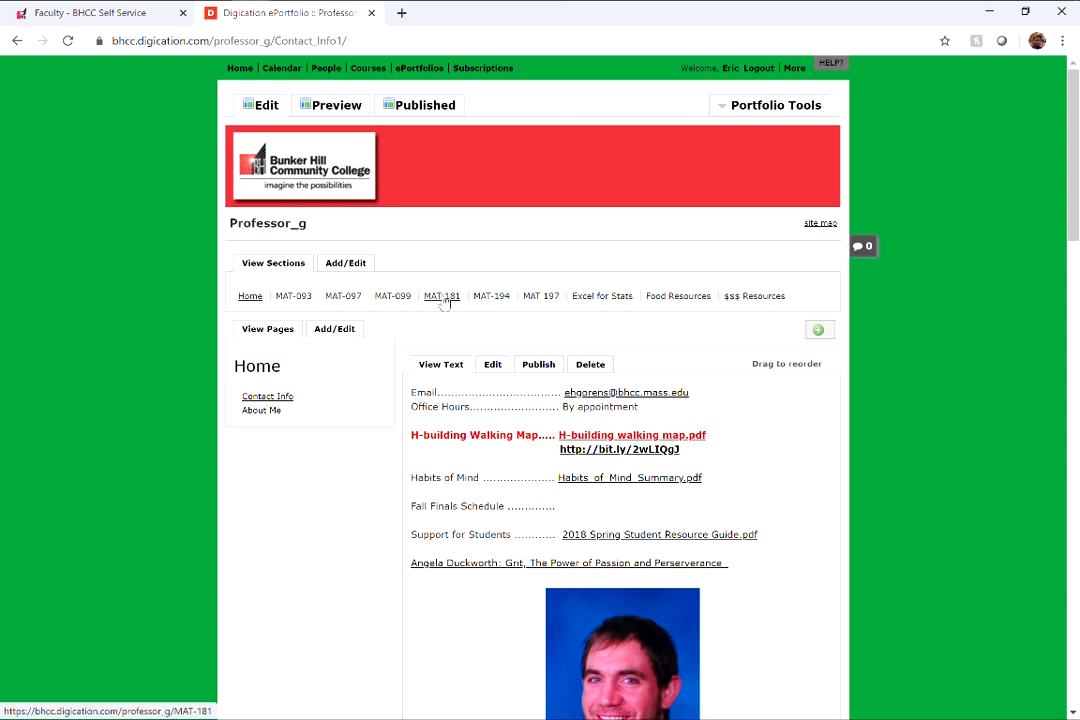 Faculty - BHCC Self Service
Digication ePortfolio :: Professor
bhcc.digication.com/professor_g/Contact_Info1/
Home Calendar People Courses ePortfolios Subscriptions Welcome, Eric Logout More HELP?
Edit Preview Published Portfolio Tools
Bunker Hill
Community College
imagine the possibilities
Professor_g site map
0
View Sections Add/Edit
Home MAT-093 MAT-097 MAT-099 MAT-181 MAT-194 MAT 197 Excel for Stats Food Resources $$$ Resources
View Pages Add/Edit
Home
Contact Info
About Me
View Text Edit Publish Delete Drag to reorder
Email................................ ehgorens@bhcc.mass.edu
Office Hours....................... By appointment
H-building Walking Map..... H-building walking map.pdf
http://bit.ly/2wLIQgJ
Habits of Mind .................... Habits_of_Mind_Summary.pdf
Fall Finals Schedule .............
Support for Students ........... 2018 Spring Student Resource Guide.pdf
Angela Duckworth: Grit, The Power of Passion and Perserverance
https://bhcc.digication.com/professor_g/MAT-181